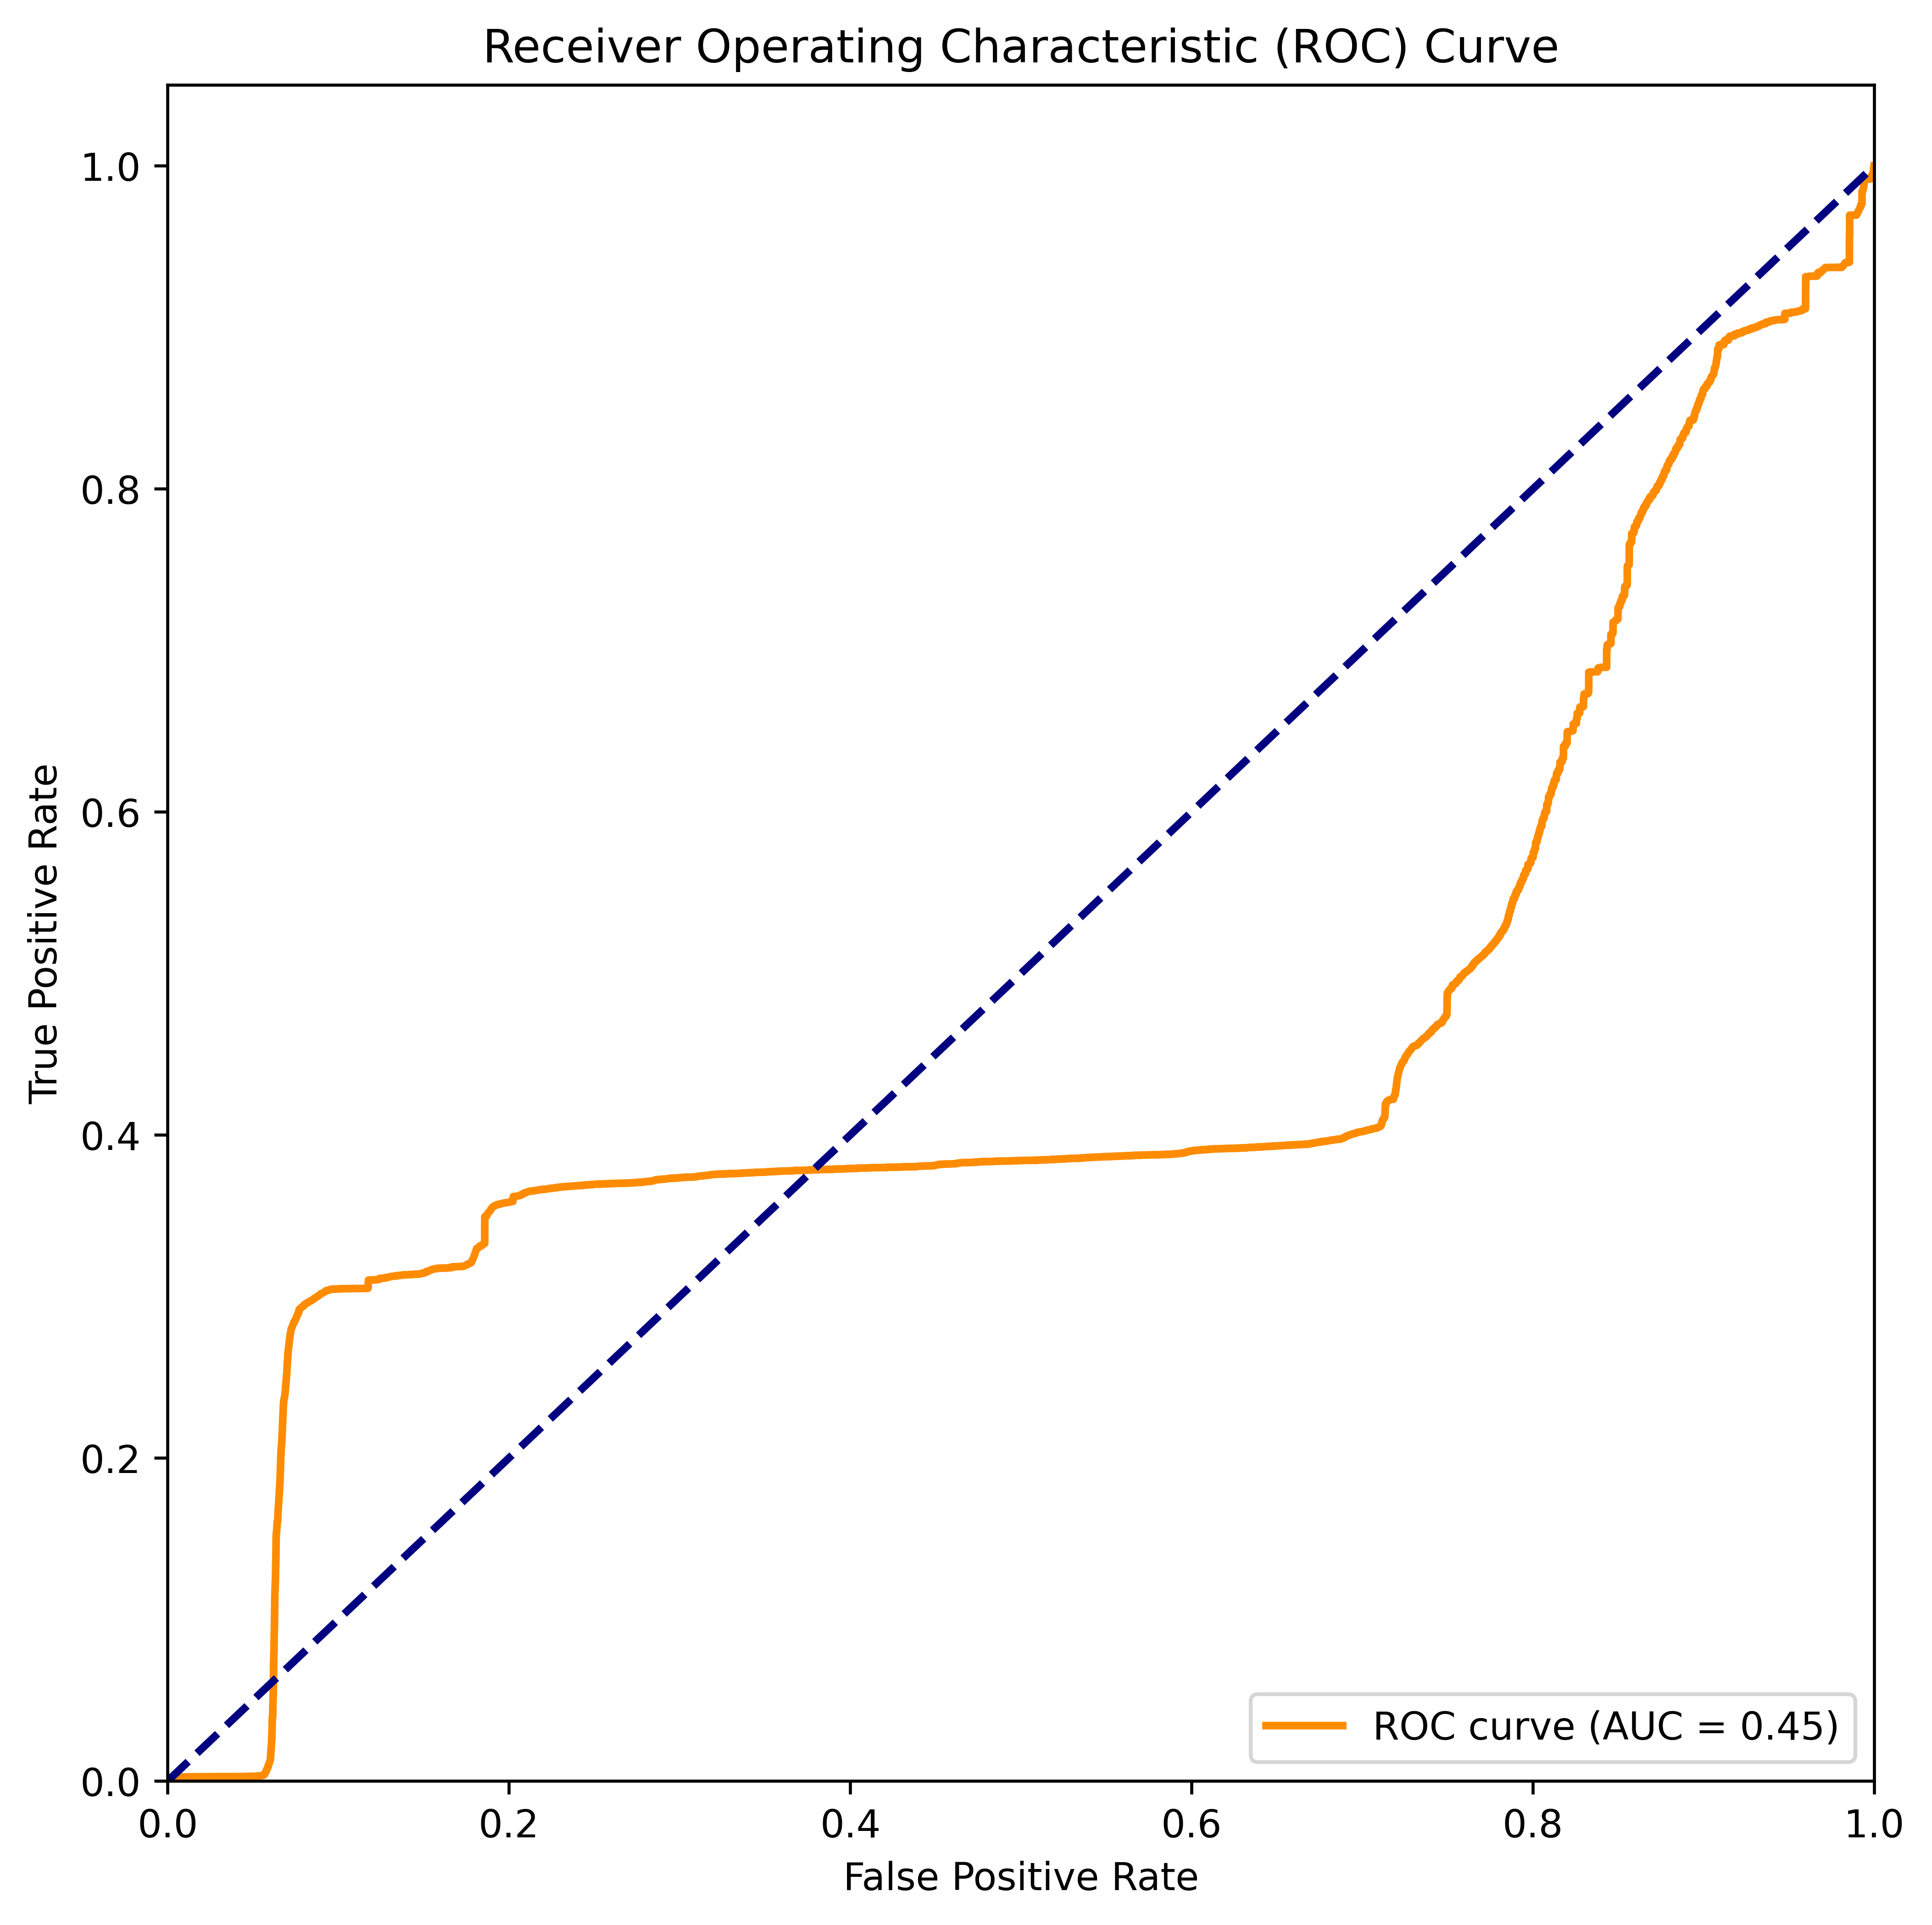 Receiver Operating Characteristic (ROC) Curve
True Positive Rate
1.0
0.8
0.6
0.4
0.2
0.0
0.0 0.2 0.4 0.6 0.8 1.0
False Positive Rate
ROC curve (AUC = 0.45)